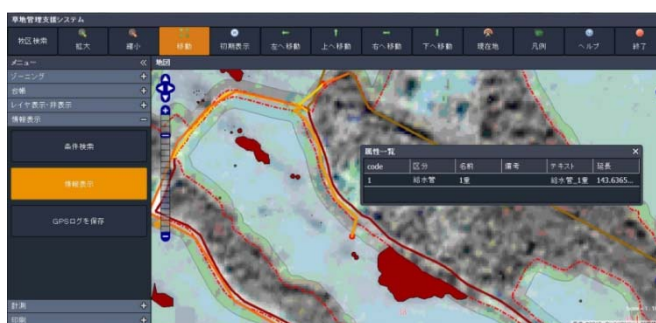 草地管理支援システム
牧区検索 拡大 縮小 移動 初期表示 左へ移動 上へ移動 右へ移動 下へ移動 現在地 凡例 ヘルプ 終了
メニュー 地図
ゾーニング
台帳
レイヤ表示・非表示
情報表示
条件検索
情報表示
GPSログを保存
計測
印刷
属性一覧
code 区分 名称 備考 テキスト 延長
1 給水管 1重 給水管_1重 143.6365...